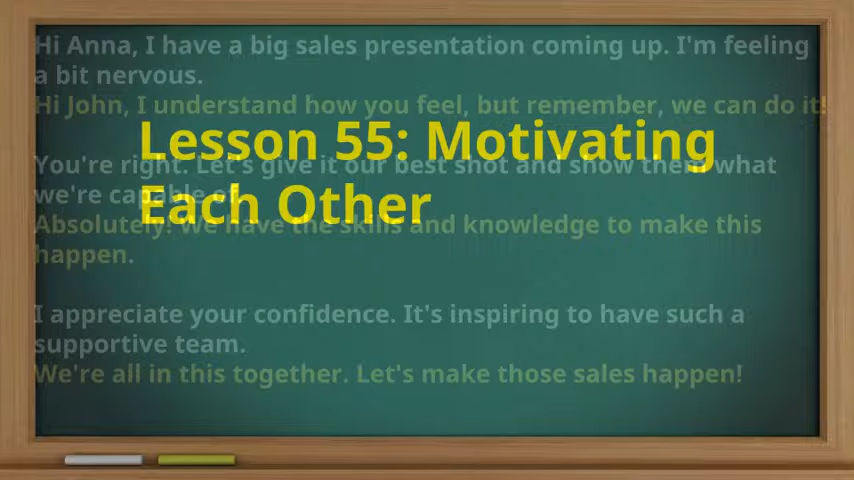 Hi Anna, I have a big sales presentation coming up. I'm feeling
a bit nervous.
Hi John, I understand how you feel, but remember, we can do it!
Lesson 55: Motivating
Each Other
You're right. Let's give it our best shot and show them what
we're capable of.
Absolutely! We have the skills and knowledge to make this
happen.
I appreciate your confidence. It's inspiring to have such a
supportive team.
We're all in this together. Let's make those sales happen!